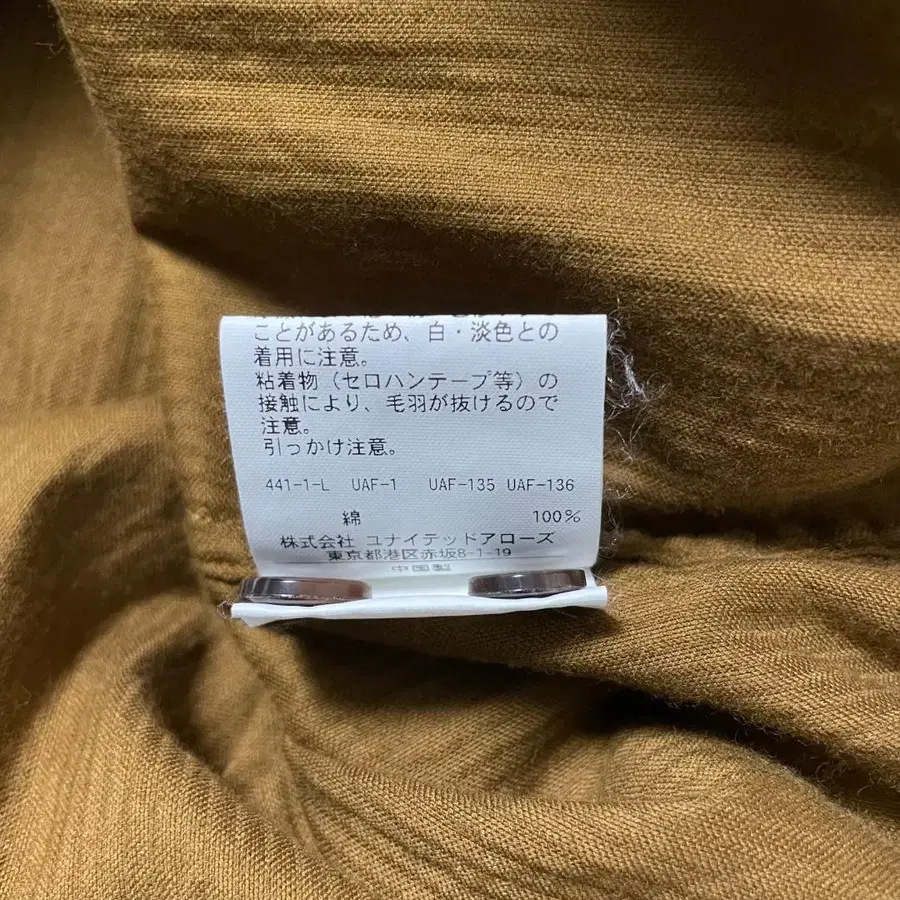 ことがあるため、白・淡色との
着用に注意。
粘着物（セロハンテープ等）の
接触により、毛羽が抜けるので
注意。
引っかけ注意。
441-1-L UAF-1 UAF-135 UAF-136
綿 100%
株式会社 ユナイテッドアローズ
東京都港区赤坂8-1-19
中国製